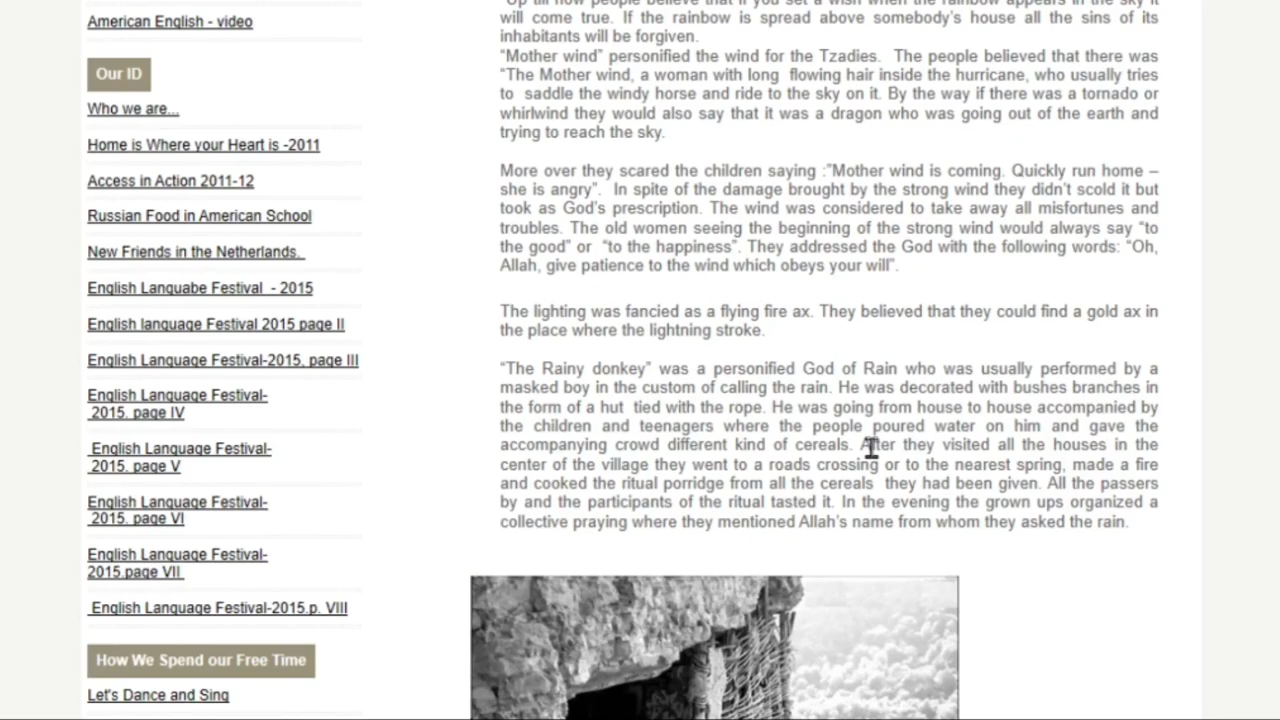 American English - video
Our ID
Who we are...
Home is Where your Heart is -2011
Access in Action 2011-12
Russian Food in American School
New Friends in the Netherlands.
English Languabe Festival - 2015
English language Festival 2015 page II
English Language Festival-2015, page III
English Language Festival-
2015, page IV
English Language Festival-
2015, page V
English Language Festival-
2015, page VI
English Language Festival-
2015.page VII
English Language Festival-2015.p. VIII
How We Spend our Free Time
Let's Dance and Sing
"Up till now people believe that if you set a wish when the rainbow appears in the sky it
will come true. If the rainbow is spread above somebody's house all the sins of its
inhabitants will be forgiven.
"Mother wind" personified the wind for the Tzadies. The people believed that there was
"The Mother wind, a woman with long flowing hair inside the hurricane, who usually tries
to saddle the windy horse and ride to the sky on it. By the way if there was a tornado or
whirlwind they would also say that it was a dragon who was going out of the earth and
trying to reach the sky.
More over they scared the children saying :"Mother wind is coming. Quickly run home –
she is angry". In spite of the damage brought by the strong wind they didn't scold it but
took as God's prescription. The wind was considered to take away all misfortunes and
troubles. The old women seeing the beginning of the strong wind would always say "to
the good" or "to the happiness". They addressed the God with the following words: "Oh,
Allah, give patience to the wind which obeys your will".
The lighting was fancied as a flying fire ax. They believed that they could find a gold ax in
the place where the lightning stroke.
"The Rainy donkey" was a personified God of Rain who was usually performed by a
masked boy in the custom of calling the rain. He was decorated with bushes branches in
the form of a hut tied with the rope. He was going from house to house accompanied by
the children and teenagers where the people poured water on him and gave the
accompanying crowd different kind of cereals. After they visited all the houses in the
center of the village they went to a roads crossing or to the nearest spring, made a fire
and cooked the ritual porridge from all the cereals they had been given. All the passers
by and the participants of the ritual tasted it. In the evening the grown ups organized a
collective praying where they mentioned Allah's name from whom they asked the rain.